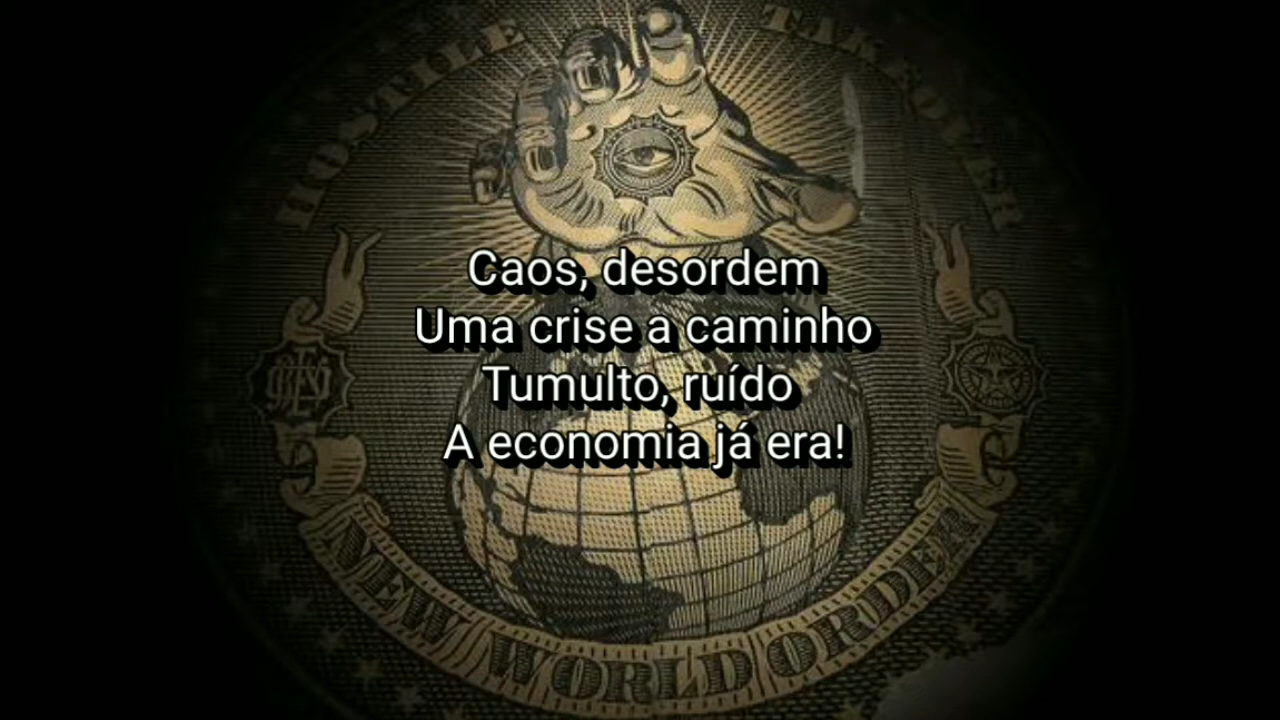 HOSTILE TAKEOVER
Caos, desordem
Uma crise a caminho
Tumulto, ruído
A economia já era!
NEW WORLD ORDER